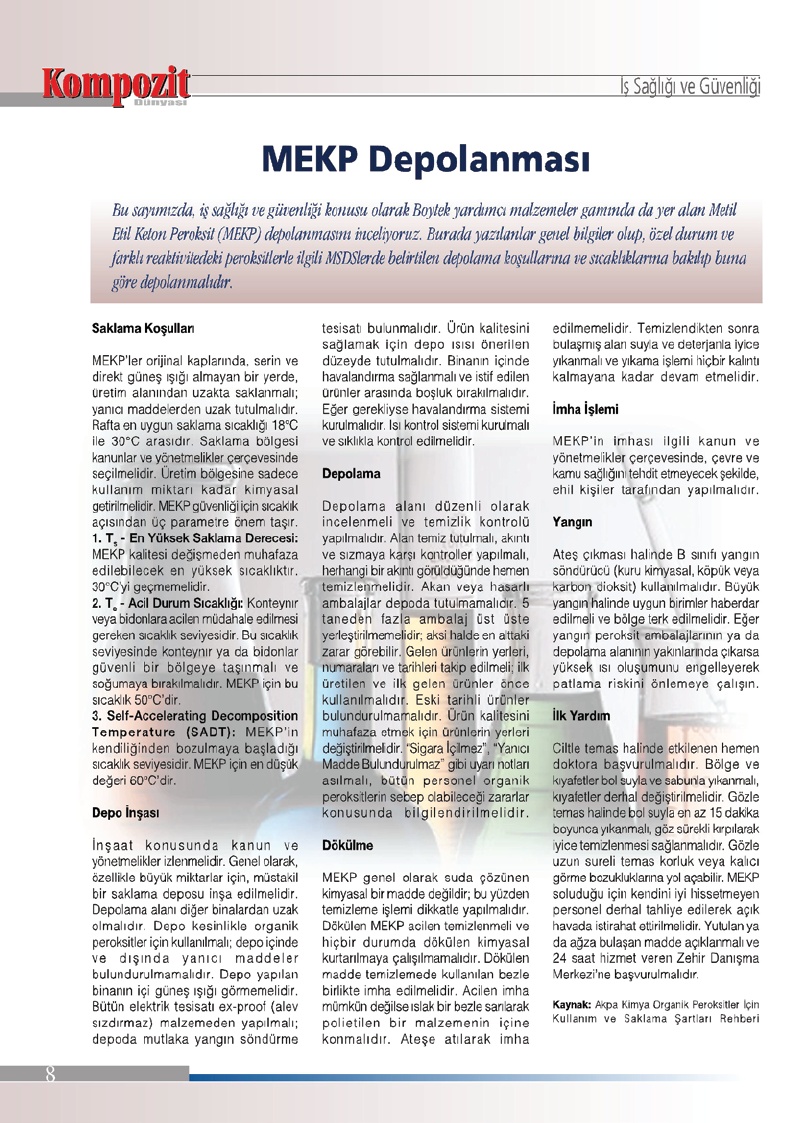 Kompozit
Dünyası
İş Sağlığı ve Güvenliği
MEKP Depolanması
Bu sayımızda, iş sağlığı ve güvenliği konusu olarak Boytek yardımcı malzemeler gamında da yer alan Metil
Etil Keton Peroksit (MEKP) depolanmasını inceliyoruz. Burada yazılanlar genel bilgiler olup, özel durum ve
farklı reaktivitedeki peroksitlerle ilgili MSDSlerde belirtilen depolama koşullarına ve sıcaklıklarına bakılıp buna
göre depolanmalıdır.
Saklama Koşulları
MEKP'ler orijinal kaplarında, serin ve
direkt güneş ışığı almayan bir yerde,
üretim alanından uzakta saklanmalı;
yanıcı maddelerden uzak tutulmalıdır.
Rafta en uygun saklama sıcaklığı 18°C
ile 30°C arasıdır. Saklama bölgesi
kanunlar ve yönetmelikler çerçevesinde
seçilmelidir. Üretim bölgesine sadece
kullanım miktarı kadar kimyasal
getirilmelidir. MEKP güvenliği için sıcaklık
açısından üç parametre önem taşır.
1. Ts - En Yüksek Saklama Derecesi:
MEKP kalitesi değişmeden muhafaza
edilebilecek en yüksek sıcaklıktır.
30°C'yi geçmemelidir.
2. Te - Acil Durum Sıcaklığı: Konteynır
veya bidonlara acilen müdahale edilmesi
gereken sıcaklık seviyesidir. Bu sıcaklık
seviyesinde konteynır ya da bidonlar
güvenli bir bölgeye taşınmalı ve
soğumaya bırakılmalıdır. MEKP için bu
sıcaklık 50°C'dir.
3. Self-Accelerating Decomposition
Temperature (SADT): MEKP'in
kendiliğinden bozulmaya başladığı
sıcaklık seviyesidir. MEKP için en düşük
değeri 60°C'dir.
Depo İnşası
İnşaat konusunda kanun ve
yönetmelikler izlenmelidir. Genel olarak,
özellikle büyük miktarlar için, müstakil
bir saklama deposu inşa edilmelidir.
Depolama alanı diğer binalardan uzak
olmalıdır. Depo kesinlikle organik
peroksitler için kullanılmalı; depo içinde
ve dışında yanıcı maddeler
bulundurulmamalıdır. Depo yapılan
binanın içi güneş ışığı görmemelidir.
Bütün elektrik tesisatı ex-proof (alev
sızdırmaz) malzemeden yapılmalı;
depoda mutlaka yangın söndürme
tesisatı bulunmalıdır. Ürün kalitesini
sağlamak için depo ısısı önerilen
düzeyde tutulmalıdır. Binanın içinde
havalandırma sağlanmalı ve istif edilen
ürünler arasında boşluk bırakılmalıdır.
Eğer gerekliyse havalandırma sistemi
kurulmalıdır. Isı kontrol sistemi kurulmalı
ve sıklıkla kontrol edilmelidir.
Depolama
Depolama alanı düzenli olarak
incelenmeli ve temizlik kontrolü
yapılmalıdır. Alan temiz tutulmalı, akıntı
ve sızmaya karşı kontroller yapılmalı,
herhangi bir akıntı görüldüğünde hemen
temizlenmelidir. Akan veya hasarlı
ambalajlar depoda tutulmamalıdır. 5
taneden fazla ambalaj üst üste
yerleştirilmemelidir; aksi halde en alttaki
zarar görebilir. Gelen ürünlerin yerleri,
numaraları ve tarihleri takip edilmeli; ilk
üretilen ve ilk gelen ürünler önce
kullanılmalıdır. Eski tarihli ürünler
bulundurulmamalıdır. Ürün kalitesini
muhafaza etmek için ürünlerin yerleri
değiştirilmelidir. "Sigara İçilmez", "Yanıcı
Madde Bulundurulmaz" gibi uyarı notları
asılmalı, bütün personel organik
peroksitlerin sebep olabileceği zararlar
konusunda bilgilendirilmelidir.
Dökülme
MEKP genel olarak suda çözünen
kimyasal bir madde değildir; bu yüzden
temizleme işlemi dikkatle yapılmalıdır.
Dökülen MEKP acilen temizlenmeli ve
hiçbir durumda dökülen kimyasal
kurtarılmaya çalışılmamalıdır. Dökülen
madde temizlemede kullanılan bezle
birlikte imha edilmelidir. Acilen imha
mümkün değilse ıslak bir bezle sarılarak
polietilen bir malzemenin içine
konmalıdır. Ateşe atılarak imha
edilmemelidir. Temizlendikten sonra
bulaşmış alan suyla ve deterjanla iyice
yıkanmalı ve yıkama işlemi hiçbir kalıntı
kalmayana kadar devam etmelidir.
İmha İşlemi
MEKP'in imhası ilgili kanun ve
yönetmelikler çerçevesinde, çevre ve
kamu sağlığını tehdit etmeyecek şekilde,
ehil kişiler tarafından yapılmalıdır.
Yangın
Ateş çıkması halinde B sınıfı yangın
söndürücü (kuru kimyasal, köpük veya
karbon dioksit) kullanılmalıdır. Büyük
yangın halinde uygun birimler haberdar
edilmeli ve bölge terk edilmelidir. Eğer
yangın peroksit ambalajlarının ya da
depolama alanının yakınlarında çıkarsa
yüksek ısı oluşumunu engelleyerek
patlama riskini önlemeye çalışın.
İlk Yardım
Ciltle temas halinde etkilenen hemen
doktora başvurulmalıdır. Bölge ve
kıyafetler bol suyla ve sabunla yıkanmalı,
kıyafetler derhal değiştirilmelidir. Gözle
temas halinde bol suyla en az 15 dakika
boyunca yıkanmalı, göz sürekli kırpılarak
iyice temizlenmesi sağlanmalıdır. Gözle
uzun sureli temas korluk veya kalıcı
görme bozukluklarına yol açabilir. MEKP
soluduğu için kendini iyi hissetmeyen
personel derhal tahliye edilerek açık
havada istirahat ettirilmelidir. Yutulan ya
da ağza bulaşan madde açıklanmalı ve
24 saat hizmet veren Zehir Danışma
Merkezi'ne başvurulmalıdır.
Kaynak: Akpa Kimya Organik Peroksitler İçin
Kullanım ve Saklama Şartları Rehberi
8